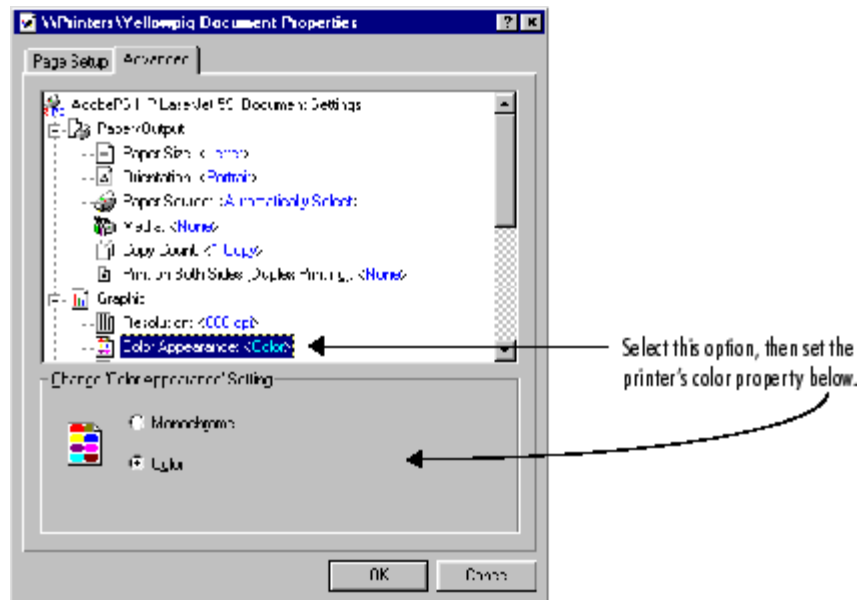 \\Printers\Yellowpig Document Properties
Page Setup
Advanced
AdobePS HP LaserJet Document Settings
Paper/Output
Paper Size: <Letter>
Orientation: <Portrait>
Paper Source: <Automatically Select>
Media: <None>
Copy Count: <1 Copy>
Print on Both Sides (Duplex Printing): <None>
Graphic
Resolution: <600 dpi>
Color Appearance: <Color>
Select this option, then set the
printer's color property below.
Change 'Color Appearance' Setting
Monochrome
Color
OK
Cancel